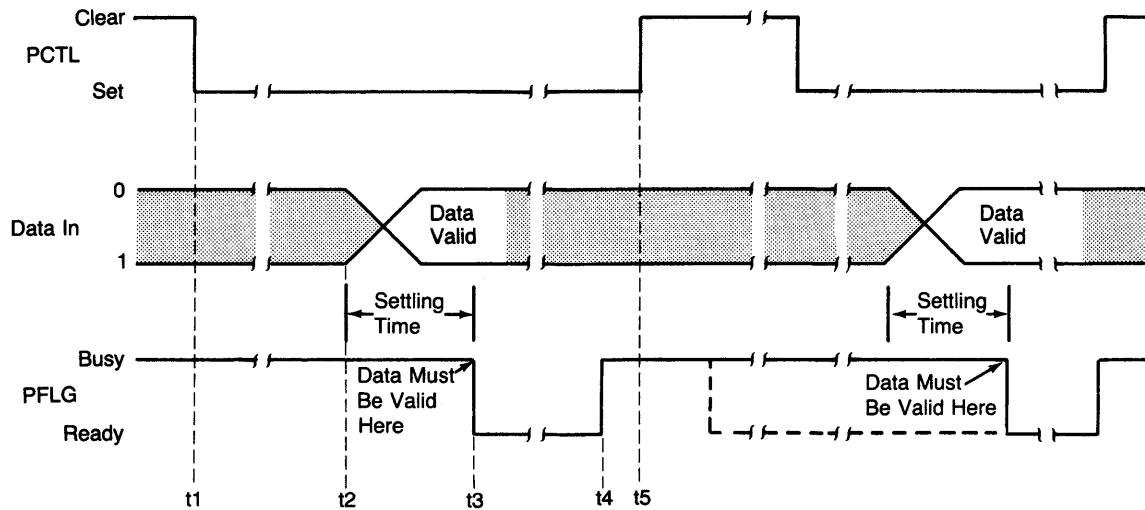 Clear
PCTL
Set
0
Data In
1
Data
Valid
Data
Valid
Settling
Time
Settling
Time
Busy
PFLG
Ready
Data Must
Be Valid
Here
Data Must
Be Valid Here
t1
t2
t3
t4
t5